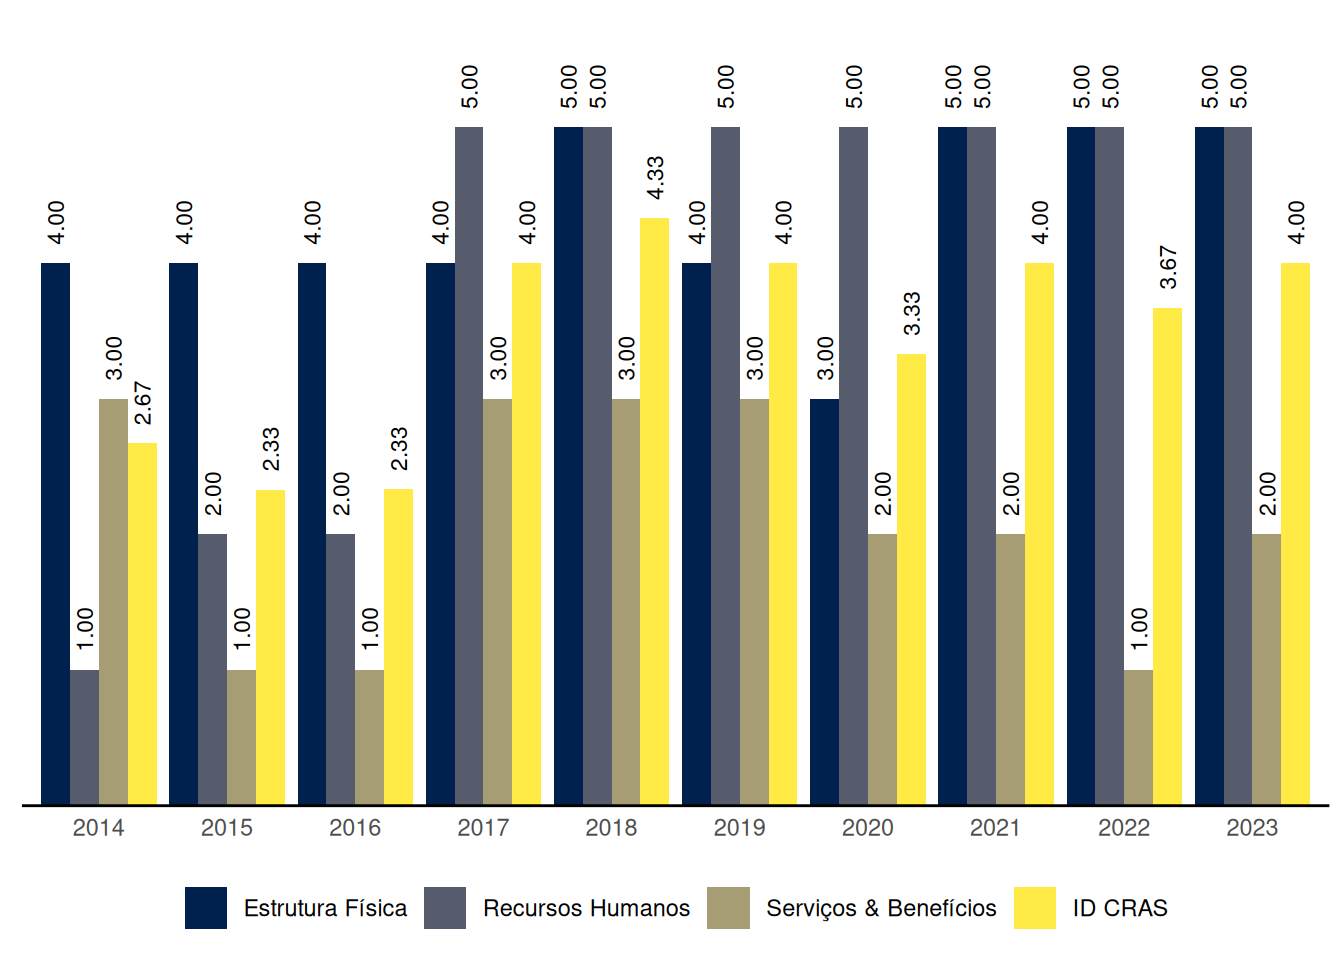 4.00 1.00 3.00 2.67
4.00 2.00 1.00 2.33
4.00 2.00 1.00 2.33
4.00 5.00 3.00 4.00
5.00 5.00 3.00 4.33
4.00 5.00 3.00 4.00
3.00 5.00 2.00 3.33
5.00 5.00 2.00 4.00
5.00 5.00 1.00 3.67
5.00 5.00 2.00 4.00
2014 2015 2016 2017 2018 2019 2020 2021 2022 2023
Estrutura Física Recursos Humanos Serviços & Benefícios ID CRAS